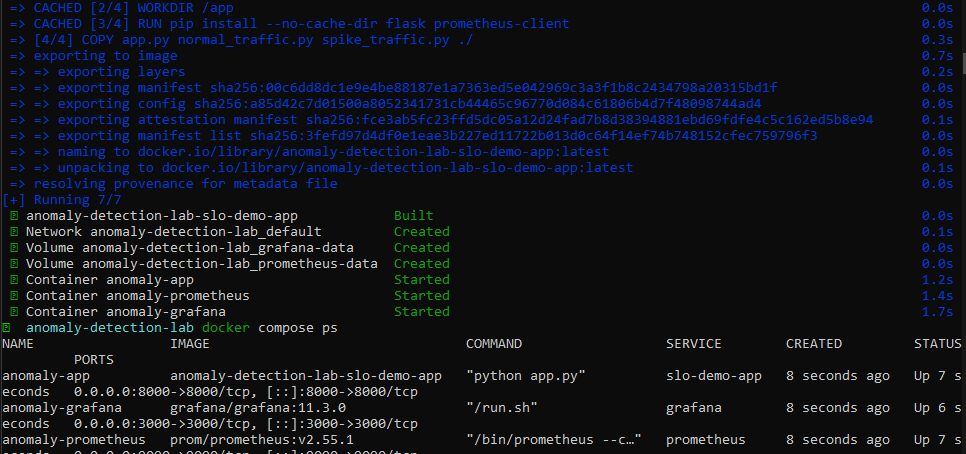 => CACHED [2/4] WORKDIR /app 0.0s
=> CACHED [3/4] RUN pip install --no-cache-dir flask prometheus-client 0.0s
=> [4/4] COPY app.py normal_traffic.py spike_traffic.py ./ 0.3s
=> exporting to image 0.7s
=> => exporting layers 0.2s
=> => exporting manifest sha256:00c6dd8dc1e9e4be88187e1a7363ed5e042969c3a3f1b8c2434798a20315bd1f 0.0s
=> => exporting config sha256:a85d42c7d01500a8052341731cb44465c96770d084c61806b4d7f48098744ad4 0.0s
=> => exporting attestation manifest sha256:fce3ab5fc23ffd5dc05a12d24fad7b8d38394881ebd69fdfe4c5c162ed5b8e94 0.1s
=> => exporting manifest list sha256:3fefd97d4df0e1eae3b227ed11722b013d0c64f14ef74b748152cfec759796f3 0.0s
=> => naming to docker.io/library/anomaly-detection-lab-slo-demo-app:latest 0.0s
=> => unpacking to docker.io/library/anomaly-detection-lab-slo-demo-app:latest 0.1s
=> resolving provenance for metadata file 0.0s
[+] Running 7/7
anomaly-detection-lab-slo-demo-app Built 0.0s
Network anomaly-detection-lab_default Created 0.1s
Volume anomaly-detection-lab_grafana-data Created 0.0s
Volume anomaly-detection-lab_prometheus-data Created 0.0s
Container anomaly-app Started 1.2s
Container anomaly-prometheus Started 1.4s
Container anomaly-grafana Started 1.7s
anomaly-detection-lab docker compose ps
NAME IMAGE COMMAND SERVICE CREATED STATUS
PORTS
anomaly-app anomaly-detection-lab-slo-demo-app "python app.py" slo-demo-app 8 seconds ago Up 7 s
econds 0.0.0.0:8000->8000/tcp, [::]:8000->8000/tcp
anomaly-grafana grafana/grafana:11.3.0 "/run.sh" grafana 8 seconds ago Up 6 s
econds 0.0.0.0:3000->3000/tcp, [::]:3000->3000/tcp
anomaly-prometheus prom/prometheus:v2.55.1 "/bin/prometheus --c…" prometheus 8 seconds ago Up 7 s